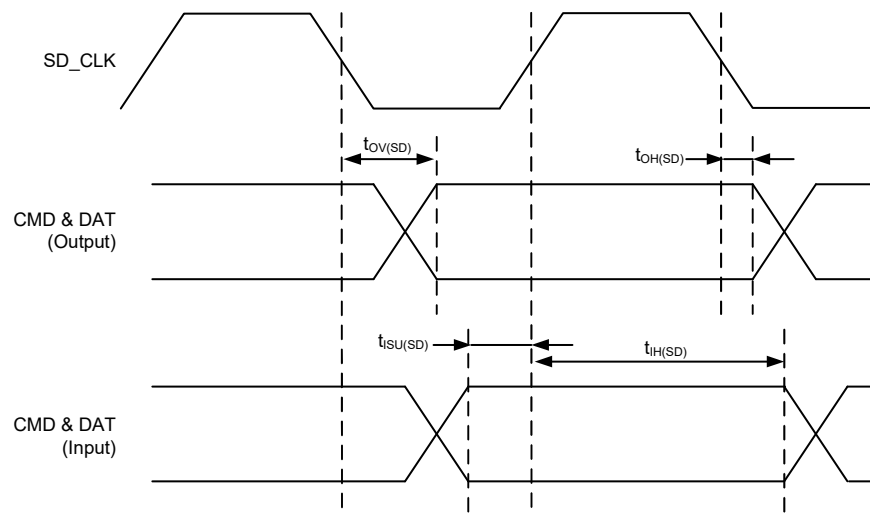 SD_CLK
tOV(SD)
tOH(SD)
CMD & DAT
(Output)
tISU(SD)
tIH(SD)
CMD & DAT
(Input)